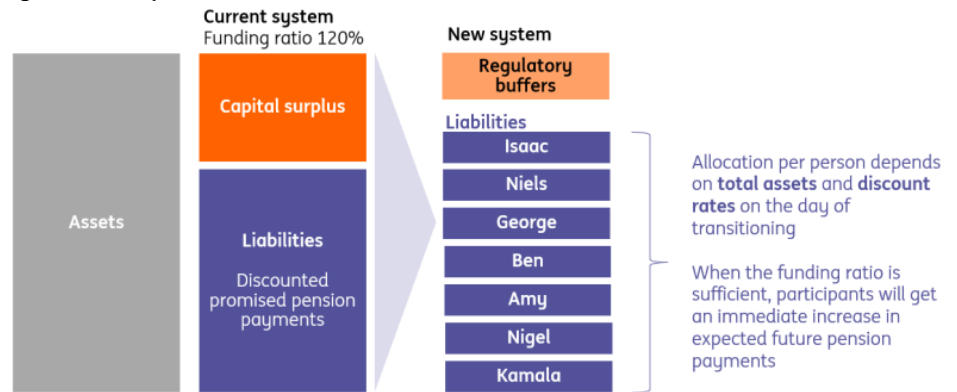 Current system
Funding ratio 120%
Assets
Capital surplus
Liabilities
Discounted
promised pension
payments
New system
Regulatory
buffers
Liabilities
Isaac
Niels
George
Ben
Amy
Nigel
Kamala
Allocation per person depends
on total assets and discount
rates on the day of
transitioning
When the funding ratio is
sufficient, participants will get
an immediate increase in
expected future pension
payments